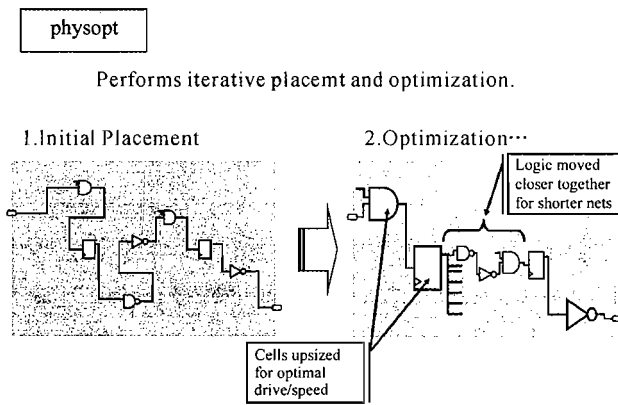 physopt
Performs iterative placemt and optimization.
1.Initial Placement
2.Optimization⋯
Logic moved
closer together
for shorter nets
Cells upsized
for optimal
drive/speed